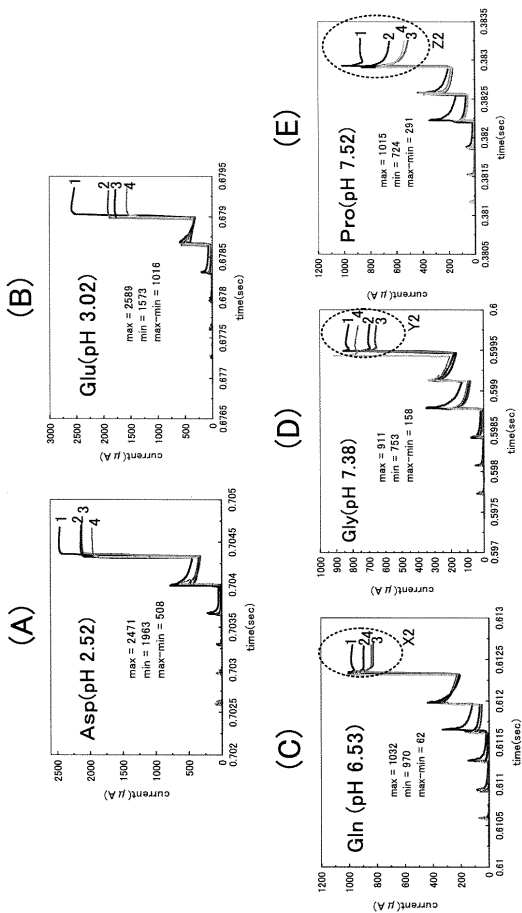 (A)
Asp(pH 2.52)
max = 2471
min = 1963
max−min = 508
1
2
3
4
current(μA)
2500
2000
1500
1000
500
0
0.702
0.7025
0.703
0.7035
0.704
0.7045
0.705
time(sec)
(B)
Glu(pH 3.02)
max = 2589
min = 1573
max−min = 1016
1
2
3
4
current(μA)
3000
2500
2000
1500
1000
500
0
0.6765
0.677
0.6775
0.678
0.6785
0.679
0.6795
time(sec)
(C)
Gln (pH 6.53)
max = 1032
min = 970
max−min = 62
1
24
3
X2
current(μA)
1200
1000
800
600
400
200
0
0.61
0.6105
0.611
0.6115
0.612
0.6125
0.613
time(sec)
(D)
Gly(pH 7.38)
max = 911
min = 753
max−min = 158
1
4
2
3
Y2
current(μA)
1000
900
800
700
600
500
400
300
200
100
0
0.597
0.5975
0.598
0.5985
0.599
0.5995
0.6
time(sec)
(E)
Pro(pH 7.52)
max = 1015
min = 724
max−min = 291
1
2
4
3
Z2
current(μA)
1200
1000
800
600
400
200
0
0.3805
0.381
0.3815
0.382
0.3825
0.383
0.3835
time(sec)